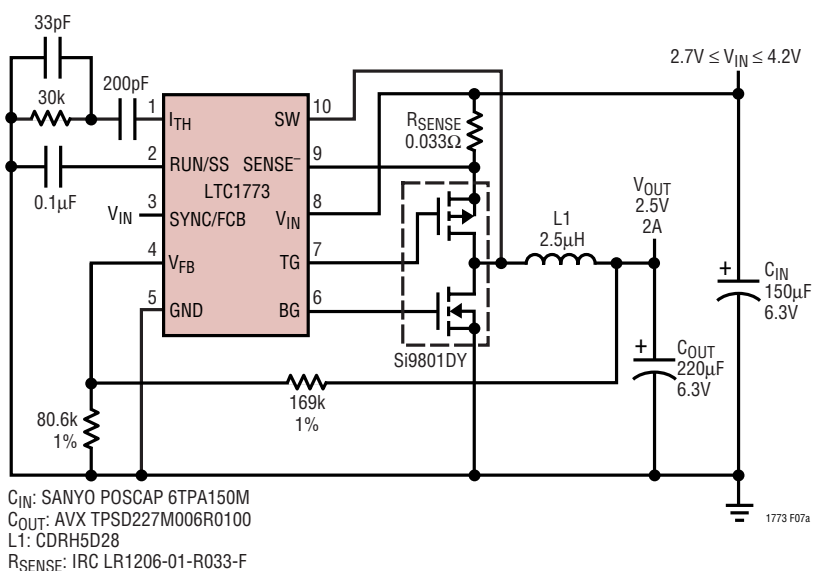 33pF
2.7V ≤ VIN ≤ 4.2V
30k
200pF
1
ITH
SW
10
RSENSE
0.033Ω
2
RUN/SS
SENSE–
9
0.1µF
LTC1773
VIN
3
SYNC/FCB
VIN
8
VOUT
2.5V
2A
L1
2.5µH
4
VFB
TG
7
+
CIN
150µF
6.3V
5
GND
BG
6
Si9801DY
+
COUT
220µF
6.3V
169k
1%
80.6k
1%
CIN: SANYO POSCAP 6TPA150M
COUT: AVX TPSD227M006R0100
L1: CDRH5D28
RSENSE: IRC LR1206-01-R033-F
1773 F07a